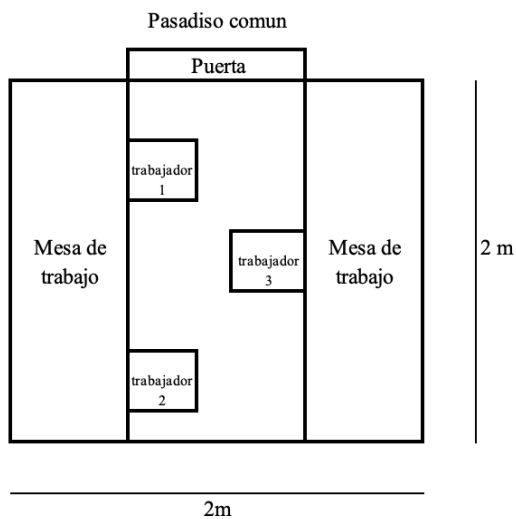 Pasadiso comun
Puerta
trabajador
1
Mesa de
trabajo
trabajador
3
Mesa de
trabajo
2 m
trabajador
2
2m